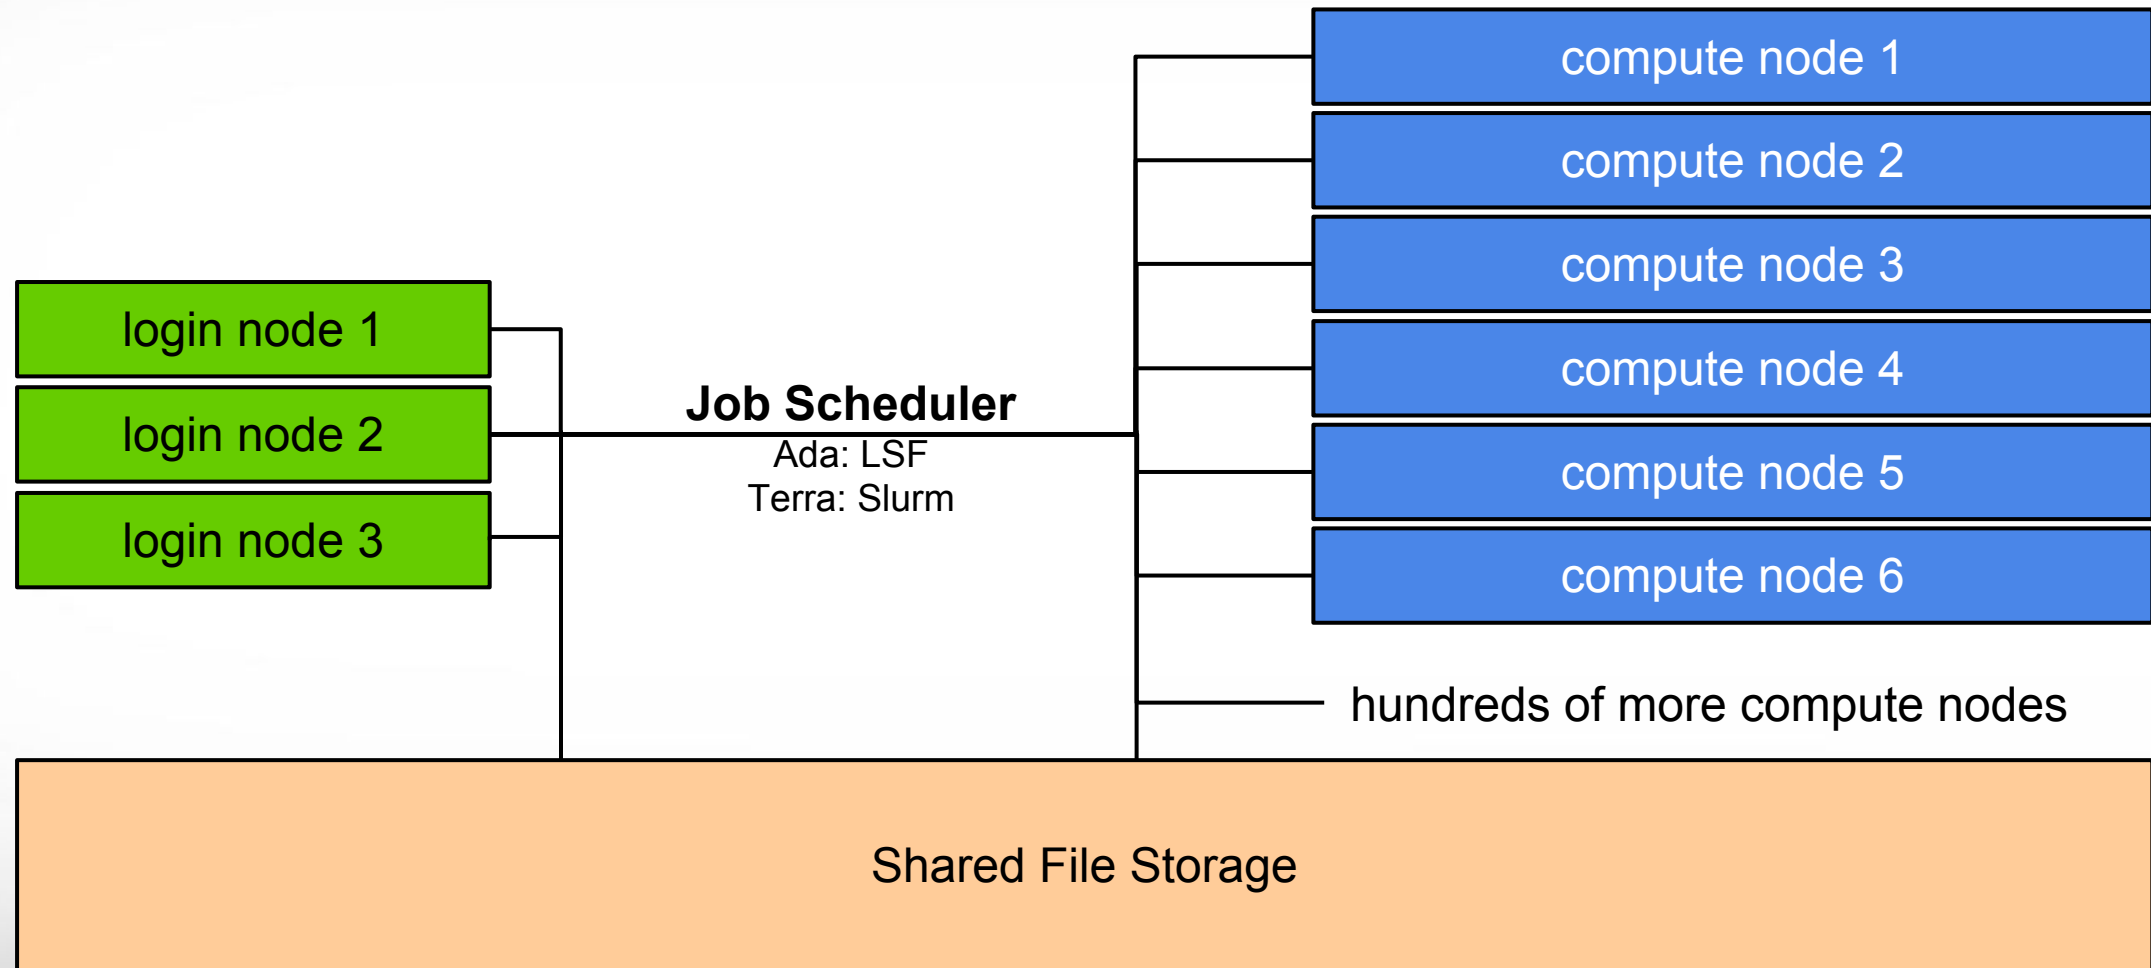 login node 1
login node 2
login node 3
Job Scheduler
Ada: LSF
Terra: Slurm
compute node 1
compute node 2
compute node 3
compute node 4
compute node 5
compute node 6
hundreds of more compute nodes
Shared File Storage